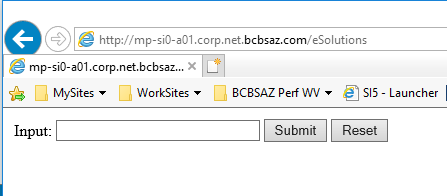 http://mp-si0-a01.corp.net.bcbsaz.com/eSolutions
mp-si0-a01.corp.net.bcbsaz...
MySites WorkSites BCBSAZ Perf WV SI5 - Launcher
Input: Submit Reset